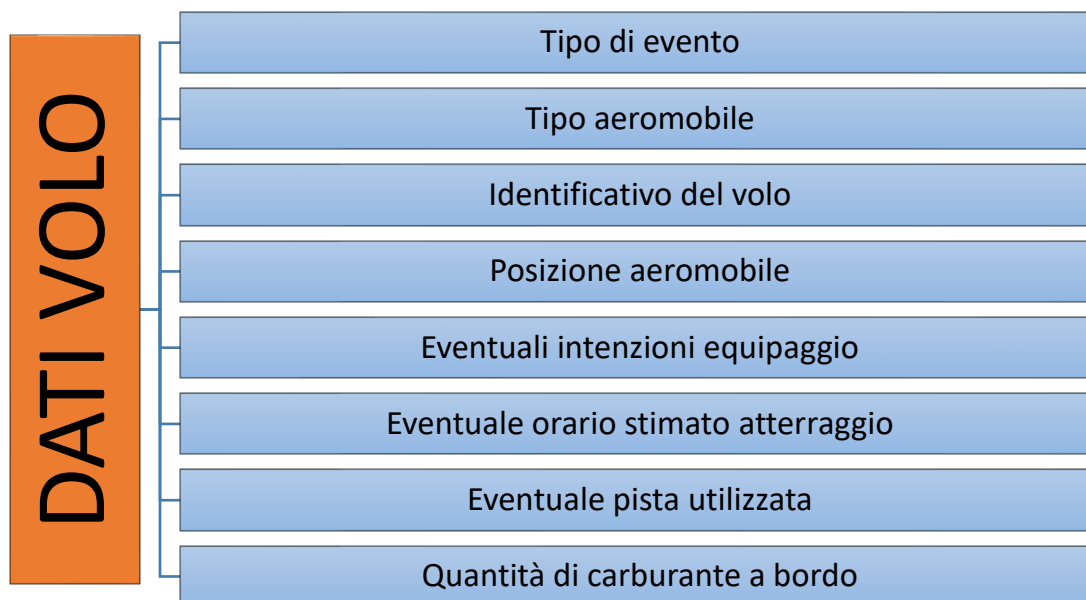 DATI VOLO
Tipo di evento
Tipo aeromobile
Identificativo del volo
Posizione aeromobile
Eventuali intenzioni equipaggio
Eventuale orario stimato atterraggio
Eventuale pista utilizzata
Quantità di carburante a bordo